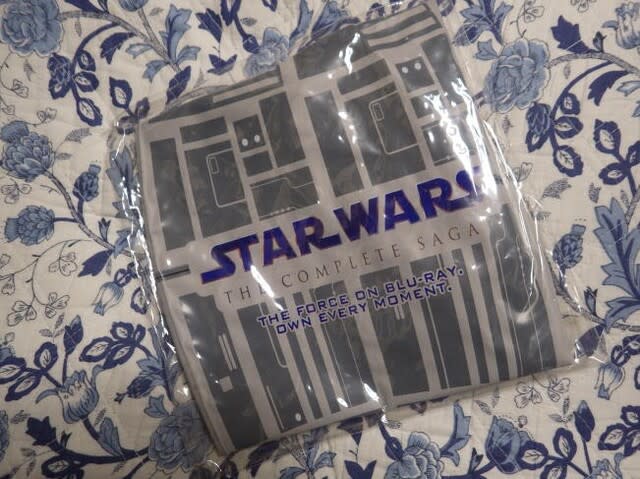 STAR WARS
THE COMPLETE SAGA
THE FORCE ON BLU-RAY.
OWN EVERY MOMENT.